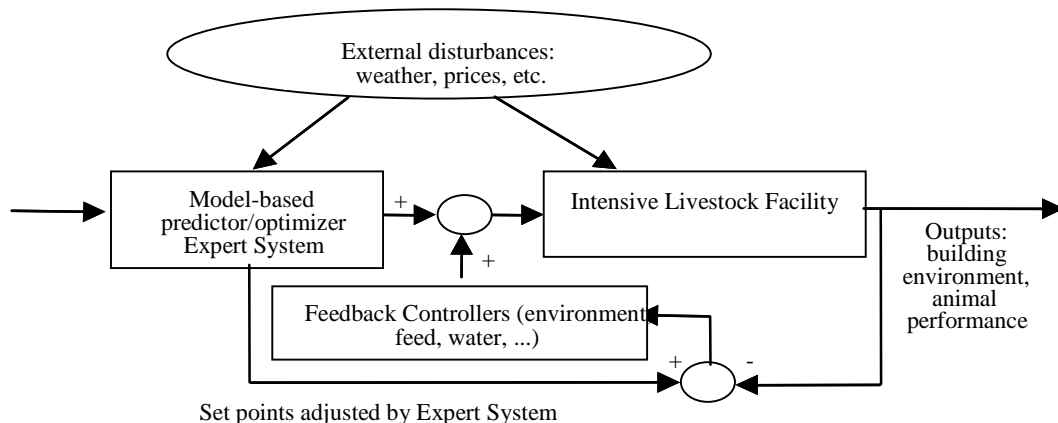 External disturbances:
weather, prices, etc.
Model-based
predictor/optimizer
Expert System
+
Intensive Livestock Facility
Outputs:
building
environment,
animal
performance
+
Feedback Controllers (environment,
feed, water, ...)
+
-
Set points adjusted by Expert System